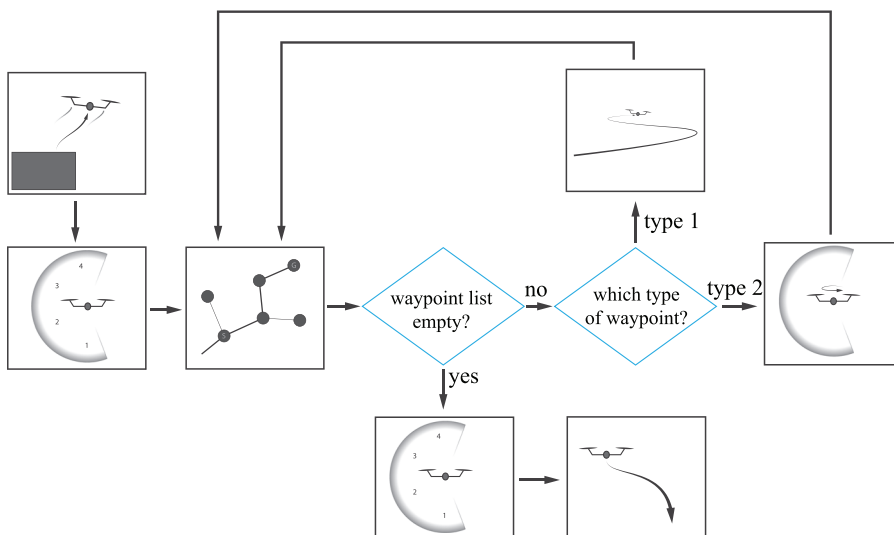 type 1
4
3
2
1
S
G
waypoint list
empty?
no
which type
of waypoint?
type 2
yes
4
3
2
1